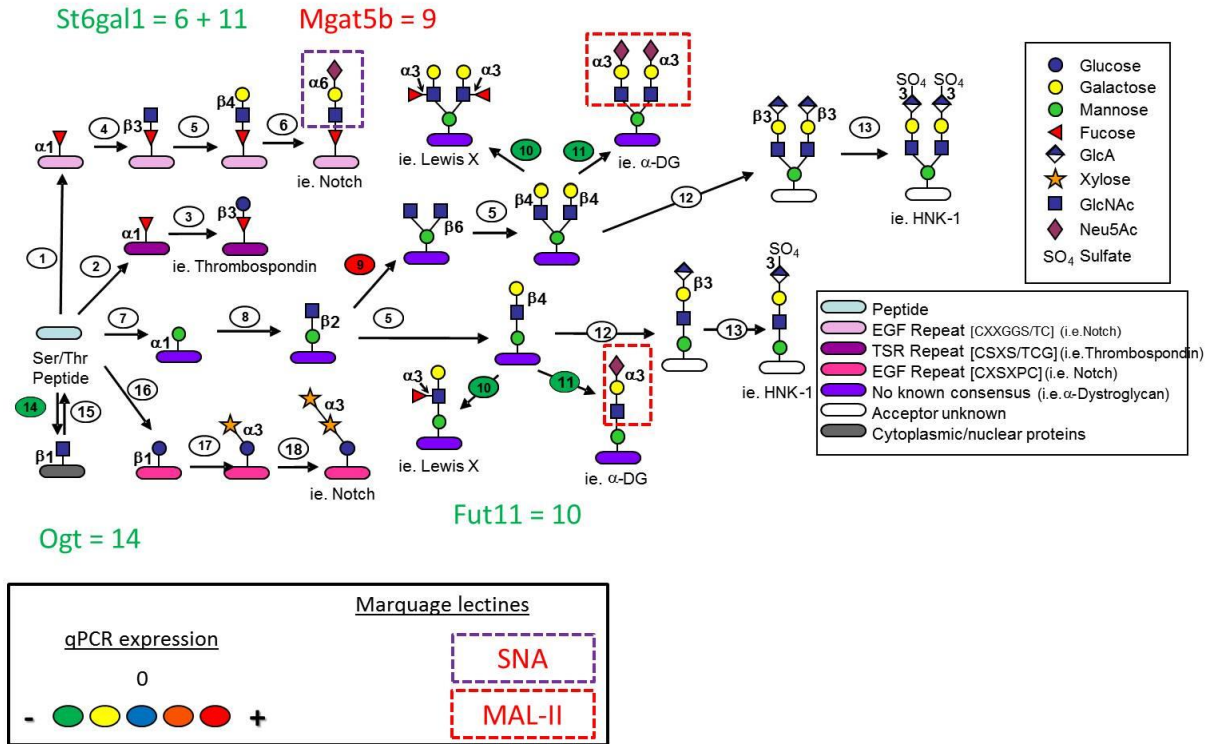 St6gal1 = 6 + 11
Mgat5b = 9
α1
4
β3
5
β4
6
α6
ie. Notch
α3
α3
ie. Lewis X
10
α3
α3
ie. α-DG
11
β3
β3
13
SO4 SO4
3 3
ie. HNK-1
1
2
α1
3
β3
ie. Thrombospondin
β6
5
β4
β4
12
9
Ser/Thr
Peptide
7
α1
8
β2
5
β4
12
β3
13
SO4
3
ie. HNK-1
14
15
16
β1
β1
17
α3
18
α3
ie. Notch
α3
10
ie. Lewis X
11
α3
ie. α-DG
Glucose
Galactose
Mannose
Fucose
GlcA
Xylose
GlcNAc
Neu5Ac
SO4 Sulfate
Peptide
EGF Repeat [CXXGGS/TC] (i.e.Notch)
TSR Repeat [CSXS/TCG] (i.e.Thrombospondin)
EGF Repeat [CXSXPC] (i.e. Notch)
No known consensus (i.e. α-Dystroglycan)
Acceptor unknown
Cytoplasmic/nuclear proteins
Fut11 = 10
Ogt = 14
Marquage lectines
qPCR expression
0
- +
SNA
MAL-II